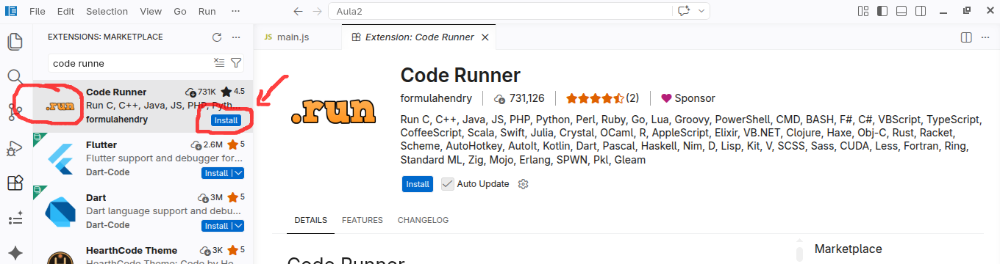 File Edit Selection View Go Run ···
Aula2
EXTENSIONS: MARKETPLACE
···
code runne
.run
Code Runner 731K 4.5
Run C, C++, Java, JS, PHP, Pyth...
formulahendry Install
Flutter 2.6M 5
Flutter support and debugger for...
Dart-Code Install
Dart 3M 5
Dart language support and debu...
Dart-Code Install
HearthCode Theme 3K 5
HearthCode Theme: Code by He
JS main.js
Extension: Code Runner
···
.run
Code Runner
formulahendry 731,126 (2) Sponsor
Run C, C++, Java, JS, PHP, Python, Perl, Ruby, Go, Lua, Groovy, PowerShell, CMD, BASH, F#, C#, VBScript, TypeScript,
CoffeeScript, Scala, Swift, Julia, Crystal, OCaml, R, AppleScript, Elixir, VB.NET, Clojure, Haxe, Obj-C, Rust, Racket,
Scheme, AutoHotkey, AutoIt, Kotlin, Dart, Pascal, Haskell, Nim, D, Lisp, Kit, V, SCSS, Sass, CUDA, Less, Fortran, Ring,
Standard ML, Zig, Mojo, Erlang, SPWN, Pkl, Gleam
Install Auto Update
DETAILS FEATURES CHANGELOG
Code Runner
Marketplace